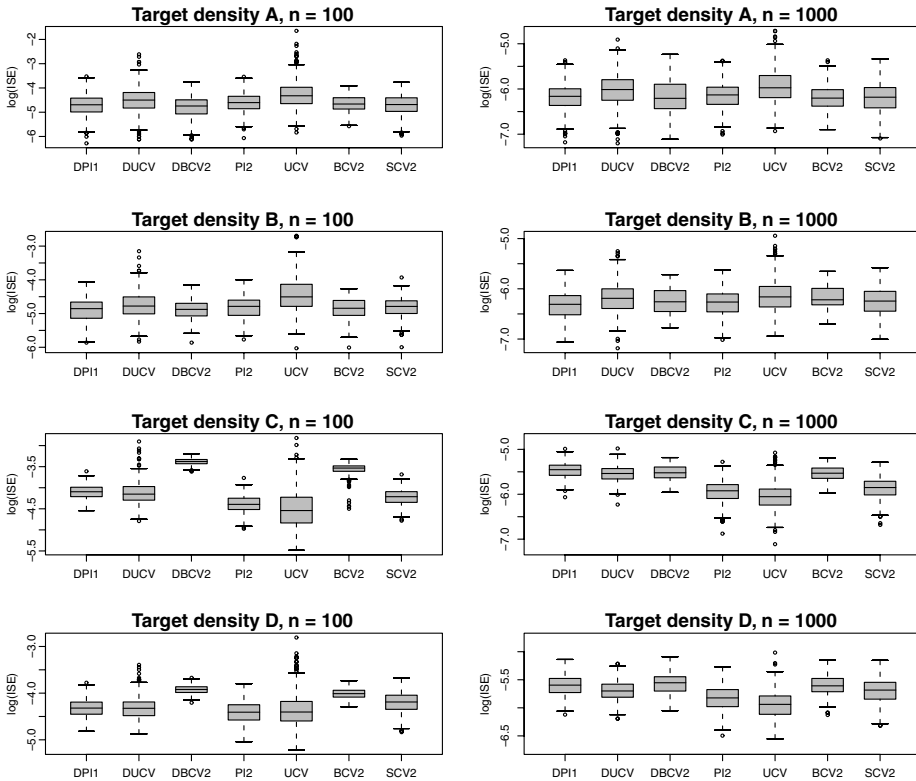 Target density A, n = 100
log(ISE)
-2
-4
-5
-6
DPI1 DUCV DBCV2 PI2 UCV BCV2 SCV2
Target density A, n = 1000
log(ISE)
-5.0
-6.0
-7.0
DPI1 DUCV DBCV2 PI2 UCV BCV2 SCV2
Target density B, n = 100
log(ISE)
-3.0
-4.0
-5.0
-6.0
DPI1 DUCV DBCV2 PI2 UCV BCV2 SCV2
Target density B, n = 1000
log(ISE)
-5.0
-6.0
-7.0
DPI1 DUCV DBCV2 PI2 UCV BCV2 SCV2
Target density C, n = 100
log(ISE)
-3.5
-4.5
-5.5
DPI1 DUCV DBCV2 PI2 UCV BCV2 SCV2
Target density C, n = 1000
log(ISE)
-5.0
-6.0
-7.0
DPI1 DUCV DBCV2 PI2 UCV BCV2 SCV2
Target density D, n = 100
log(ISE)
-3.0
-4.0
-5.0
DPI1 DUCV DBCV2 PI2 UCV BCV2 SCV2
Target density D, n = 1000
log(ISE)
-5.5
-6.5
DPI1 DUCV DBCV2 PI2 UCV BCV2 SCV2